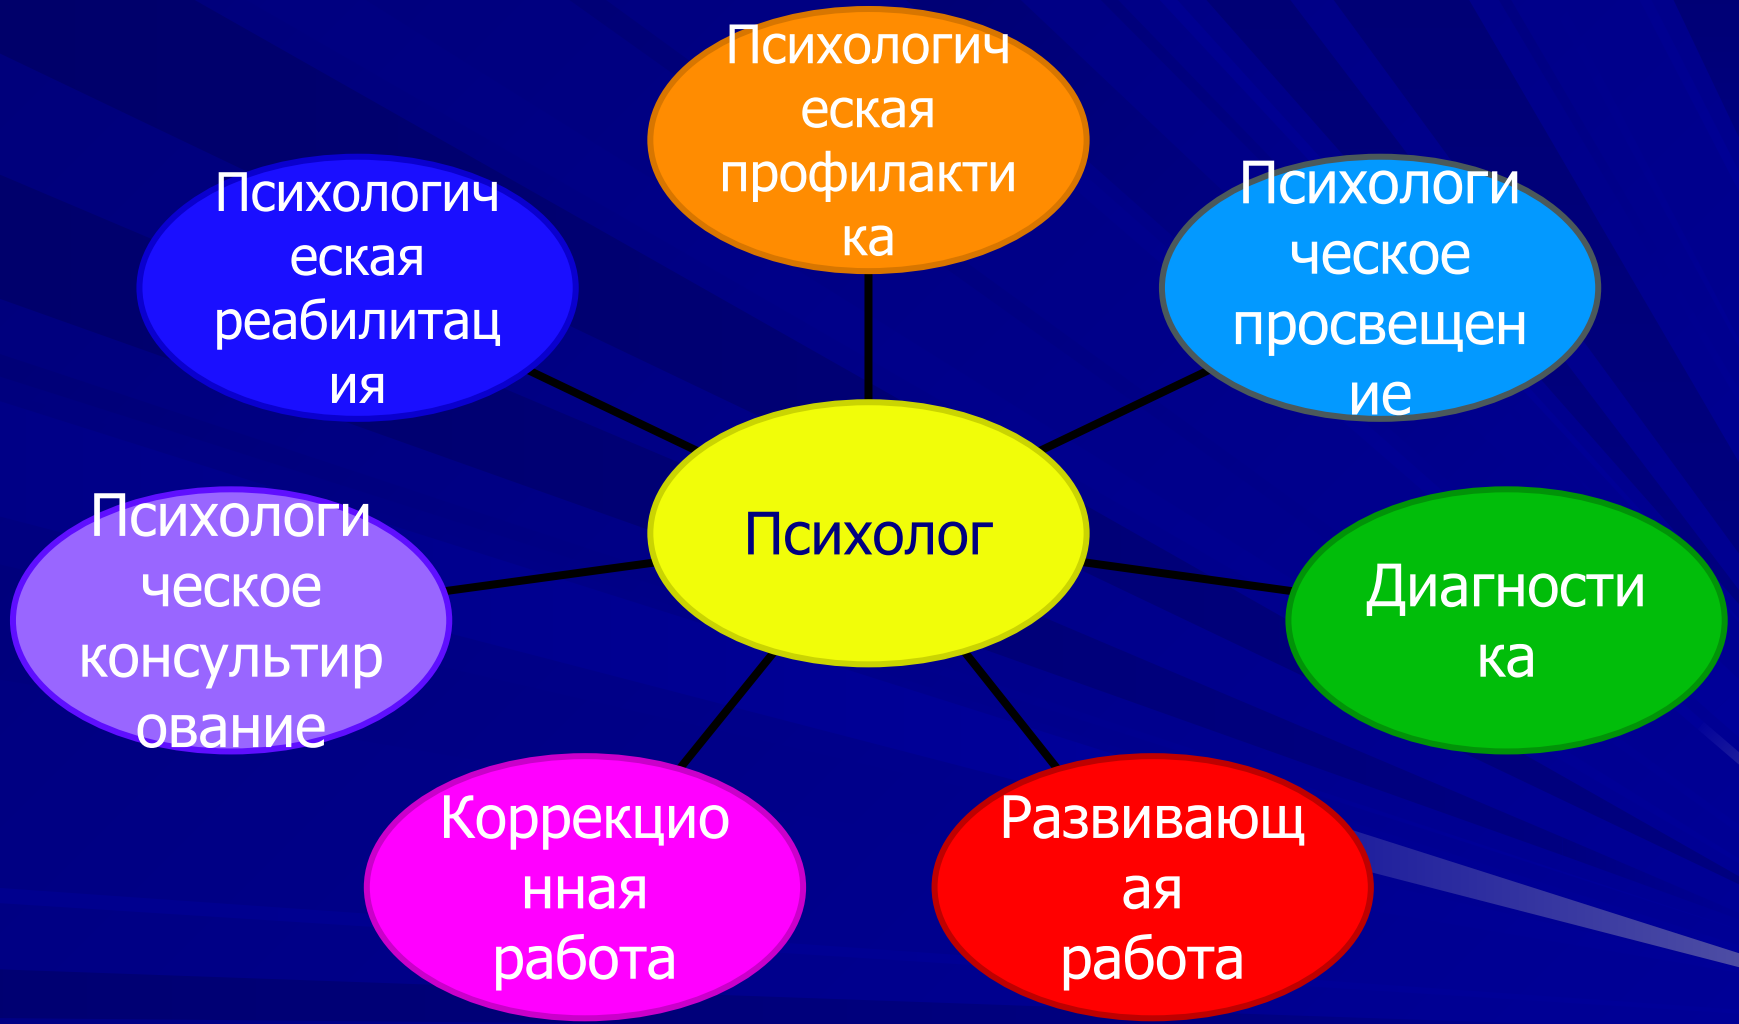 Психологич
еская
профилакти
ка
Психологи
ческое
просвещен
ие
Диагности
ка
Развивающ
ая
работа
Коррекцио
нная
работа
Психологи
ческое
консультир
ование
Психологич
еская
реабилитац
ия
Психолог